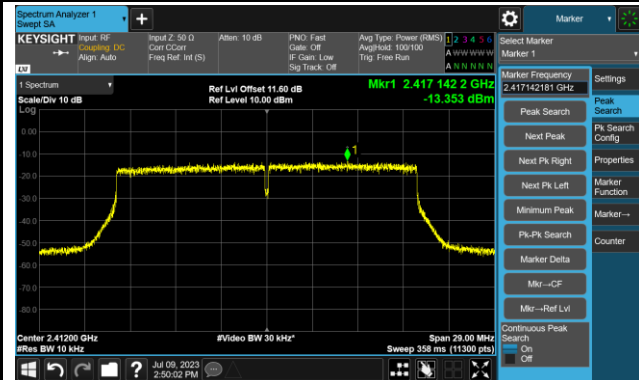 Spectrum Analyzer 1
Swept SA
+
Marker
KEYSIGHT
Input: RF
Coupling: DC
Align: Auto
Input Z: 50 Ω
Corr CCorr
Freq Ref: Int (S)
Atten: 10 dB
PNO: Fast
Gate: Off
IF Gain: Low
Sig Track: Off
Avg Type: Power (RMS)
Avg|Hold: 100/100
Trig: Free Run
1 2 3 4 5 6
A W W W W W
A N N N N N
LXI
Select Marker
Marker 1
1 Spectrum
Scale/Div 10 dB
Log
Ref Lvl Offset 11.60 dB
Ref Level 10.00 dBm
Mkr1 2.417 142 2 GHz
-13.353 dBm
1
0.00
-10.0
-20.0
-30.0
-40.0
-50.0
-60.0
-70.0
-80.0
Center 2.41200 GHz
#Res BW 10 kHz
#Video BW 30 kHz*
Span 29.00 MHz
Sweep 358 ms (11300 pts)
Marker Frequency
2.417142181 GHz
Peak Search
Next Peak
Next Pk Right
Next Pk Left
Minimum Peak
Pk-Pk Search
Marker Delta
Mkr→CF
Mkr→Ref Lvl
Continuous Peak
Search
On
Off
Settings
Peak
Search
Pk Search
Config
Properties
Marker
Function
Marker→
Counter
?
Jul 09, 2023
2:50:02 PM